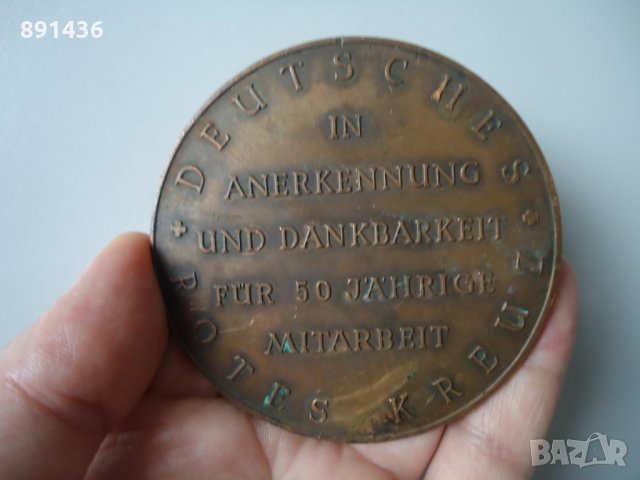 891436
DEUTSCHES
IN
ANERKENNUNG
UND DANKBARKEIT
FÜR 50 JÄHRIGE
MITARBEIT
ROTES KREUZ
BAZAR